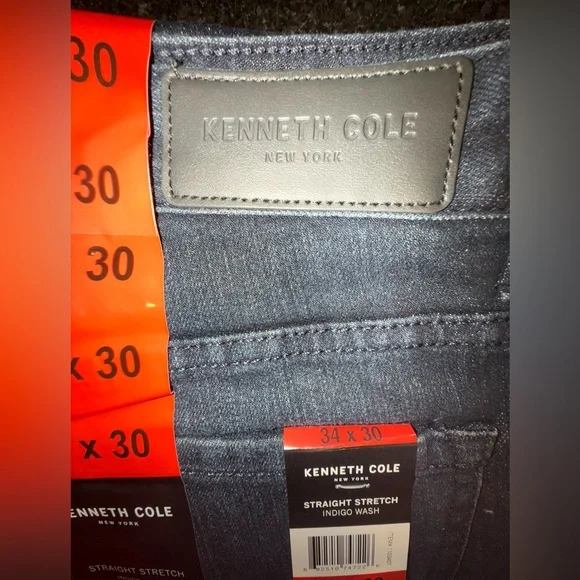 30
30
30
x 30
x 30
KENNETH COLE
NEW YORK
34 x 30
KENNETH COLE
NEW YORK
STRAIGHT STRETCH
INDIGO WASH
ENNETH COLE
NEW YORK
STRAIGHT STRETCH